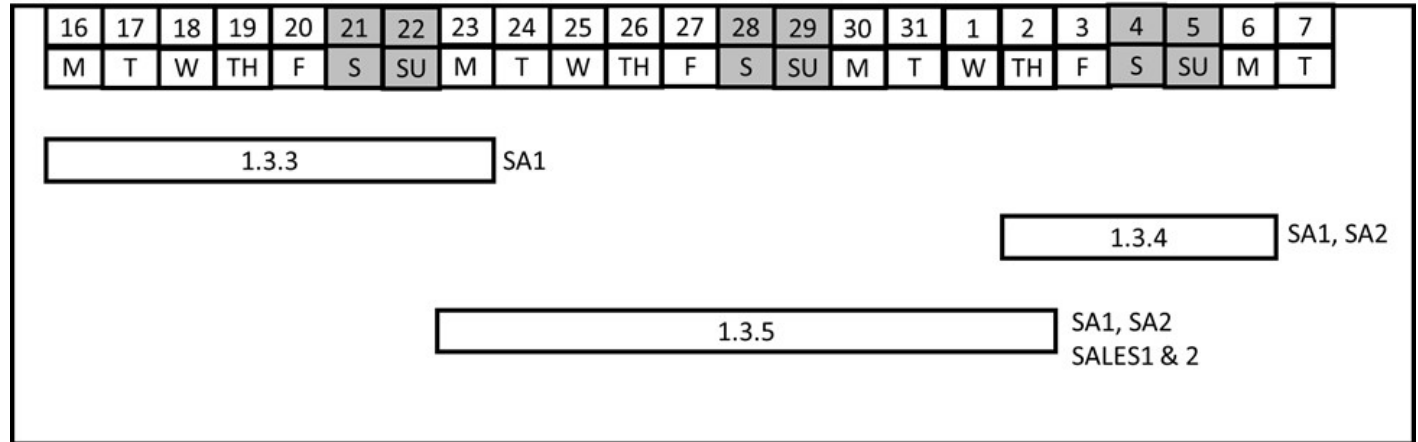 16 17 18 19 20 21 22 23 24 25 26 27 28 29 30 31 1 2 3 4 5 6 7
M T W TH F S SU M T W TH F S SU M T W TH F S SU M T
1.3.3 SA1
1.3.4 SA1, SA2
1.3.5 SA1, SA2
SALES1 & 2